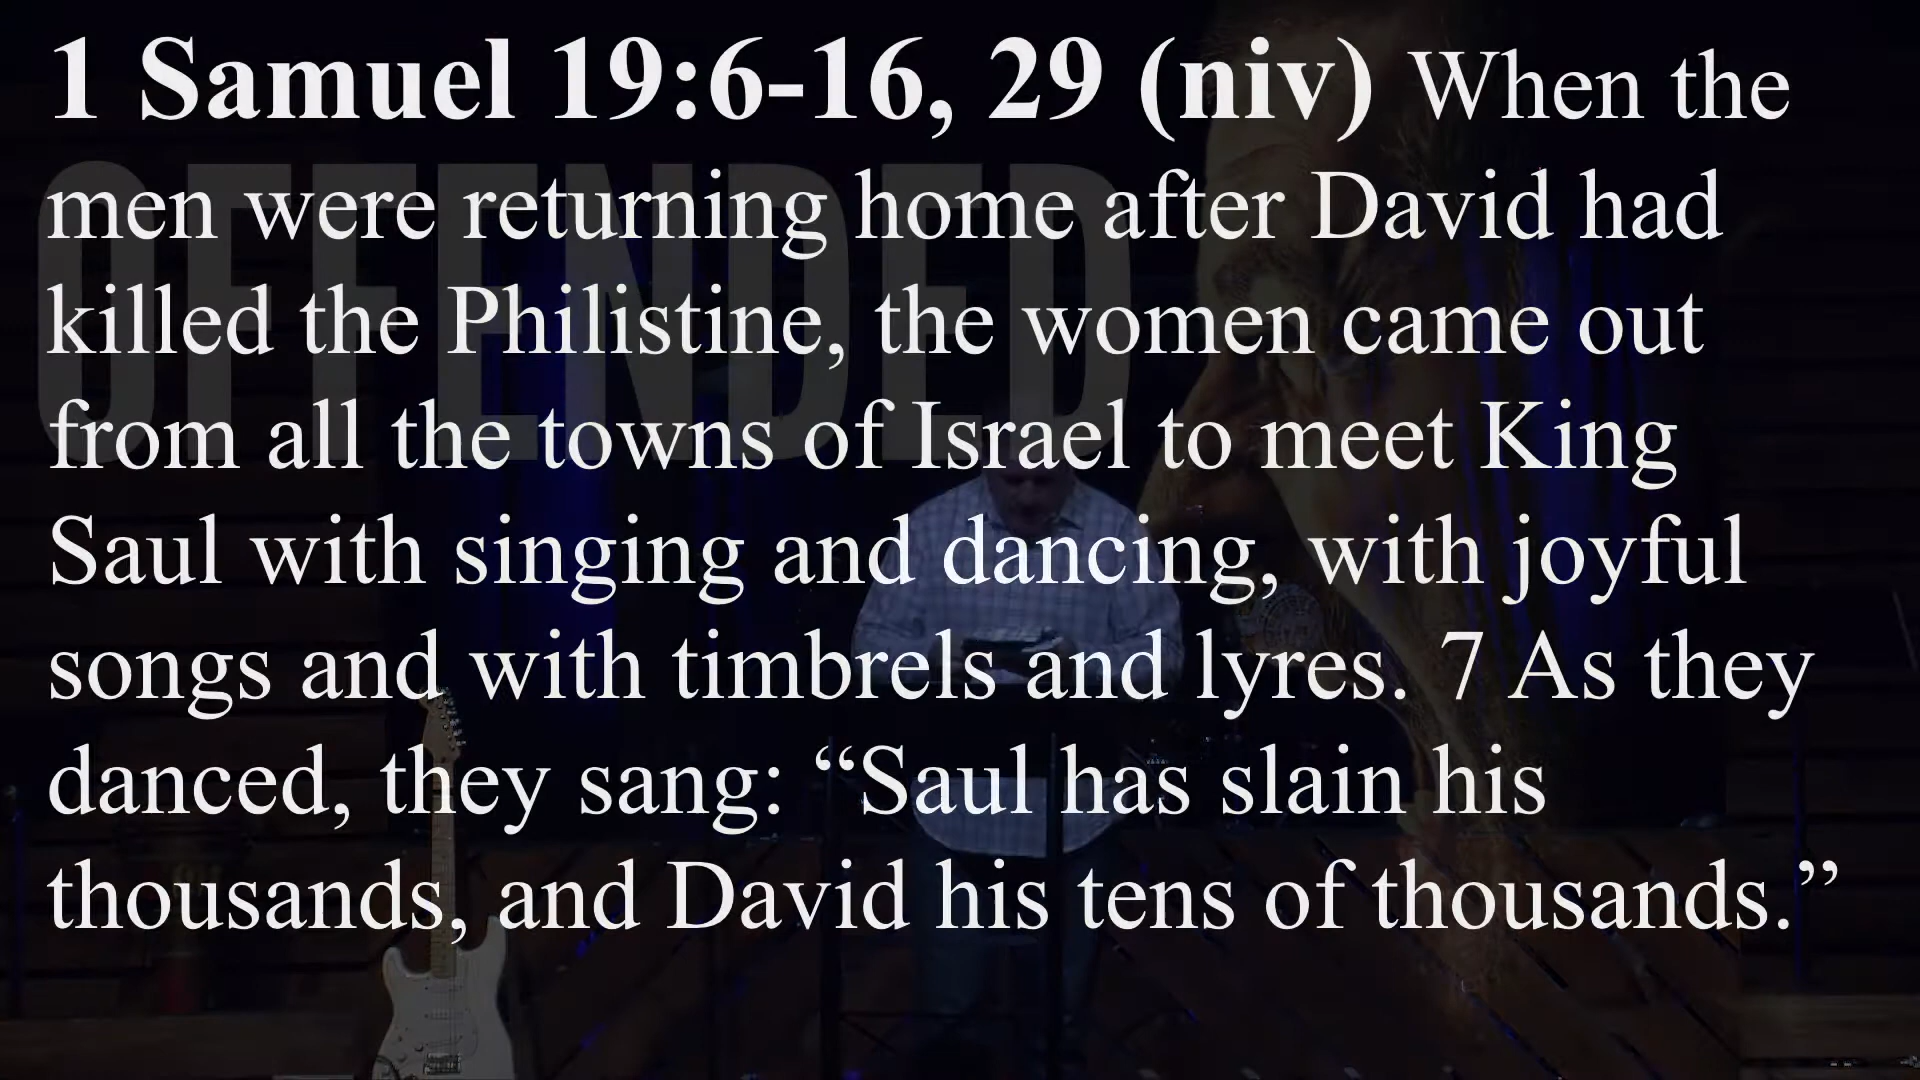 1 Samuel 19:6-16, 29 (niv) When the
men were returning home after David had
killed the Philistine, the women came out
from all the towns of Israel to meet King
Saul with singing and dancing, with joyful
songs and with timbrels and lyres. 7 As they
danced, they sang: “Saul has slain his
thousands, and David his tens of thousands.”
OFFENDED